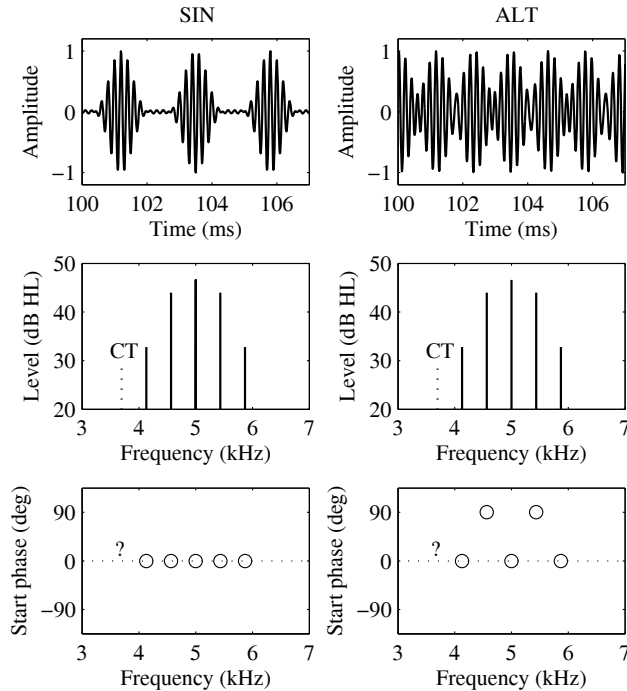 SIN ALT
Amplitude
1
0
−1
100 102 104 106
Time (ms)
Amplitude
1
0
−1
100 102 104 106
Time (ms)
Level (dB HL)
50
40
30
20
CT
3 4 5 6 7
Frequency (kHz)
Level (dB HL)
50
40
30
20
CT
3 4 5 6 7
Frequency (kHz)
Start phase (deg)
90
0
−90
?
3 4 5 6 7
Frequency (kHz)
Start phase (deg)
90
0
−90
?
3 4 5 6 7
Frequency (kHz)